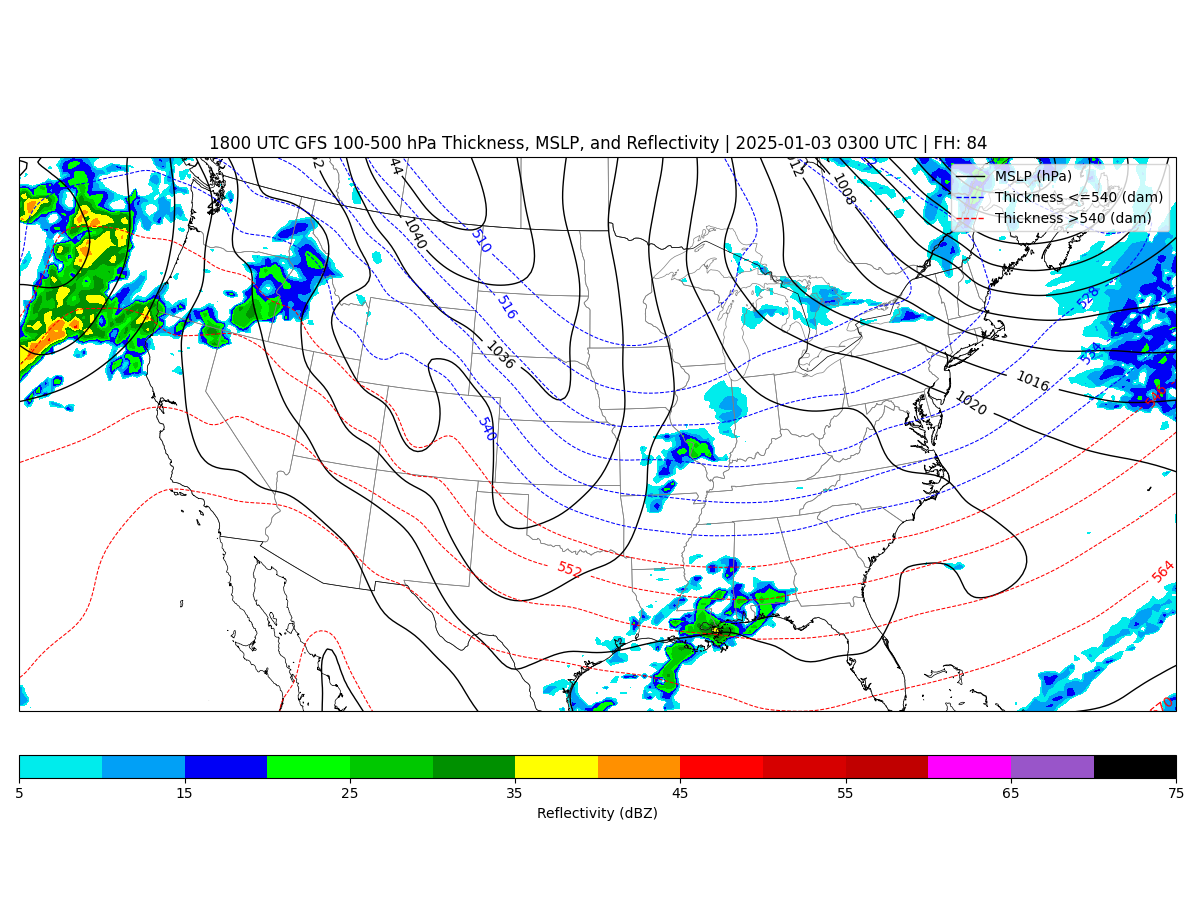 1800 UTC GFS 100-500 hPa Thickness, MSLP, and Reflectivity | 2025-01-03 0300 UTC | FH: 84
MSLP (hPa)
Thickness <=540 (dam)
Thickness >540 (dam)
1008
1040
510
516
528
534
1036
1016
1020
540
552
564
570
5 15 25 35 45 55 65 75
Reflectivity (dBZ)